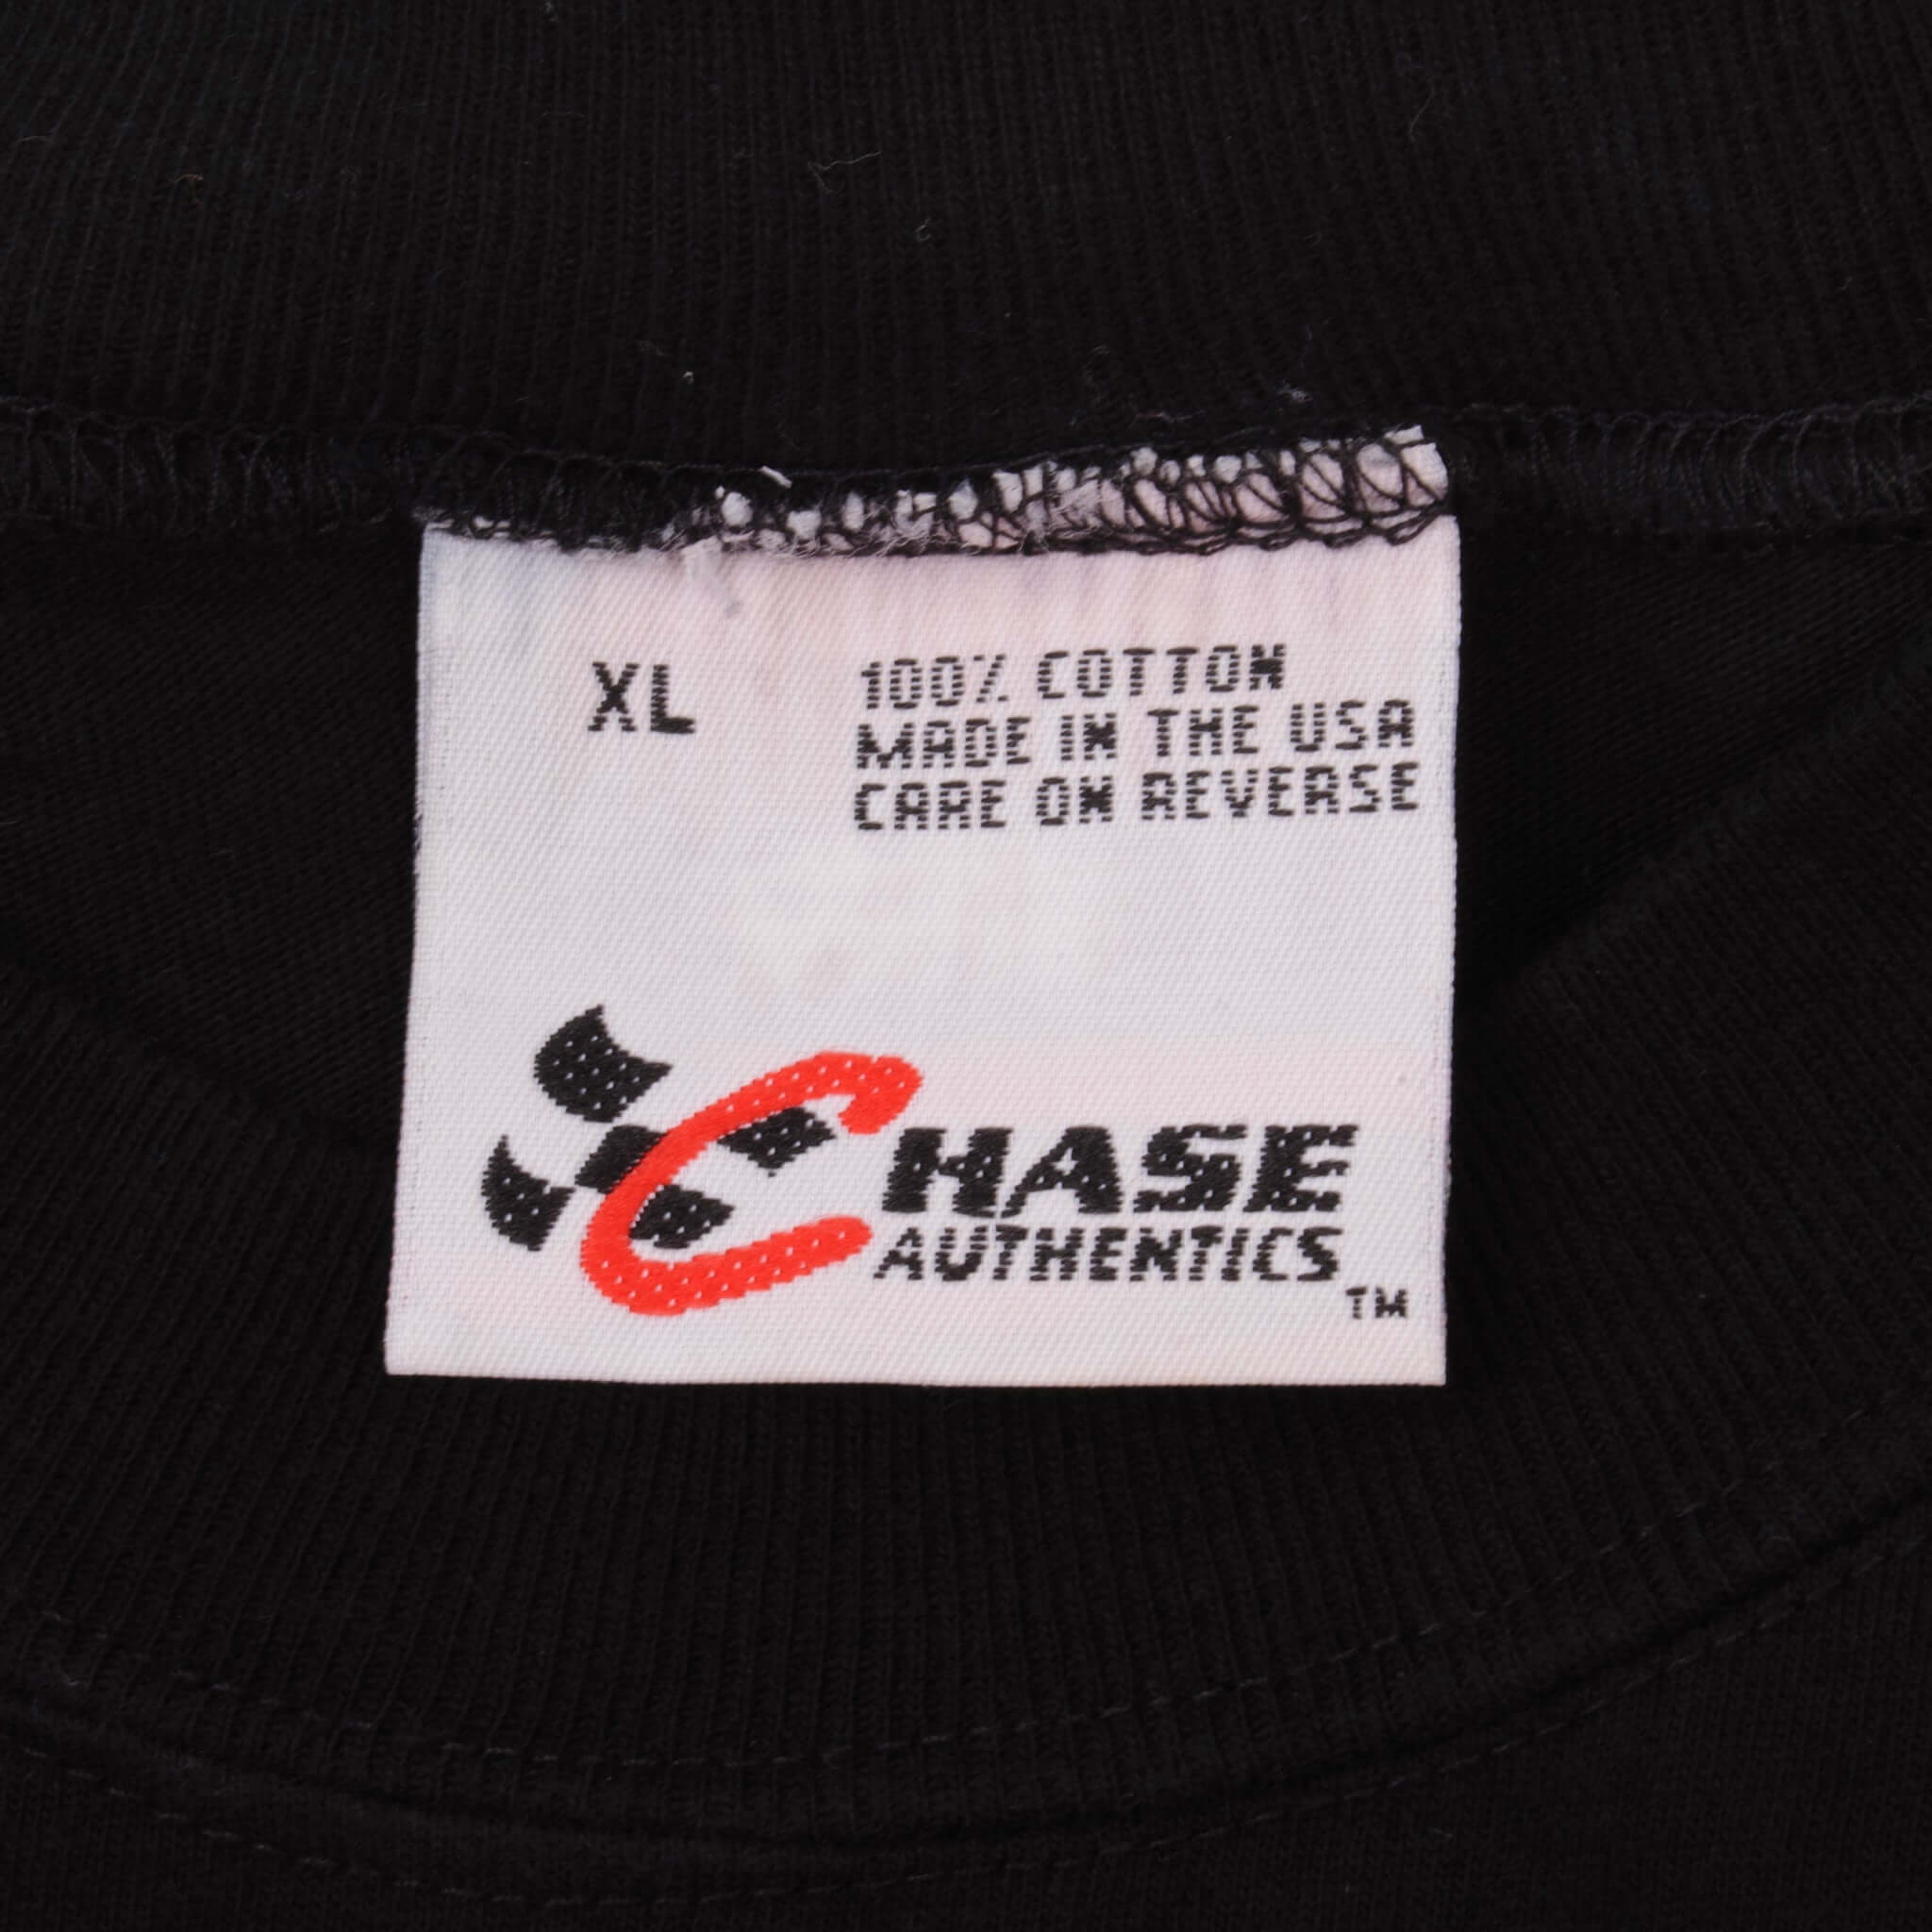 XL
100% COTTON
MADE IN THE USA
CARE ON REVERSE
CHASE
AUTHENTICS
TM